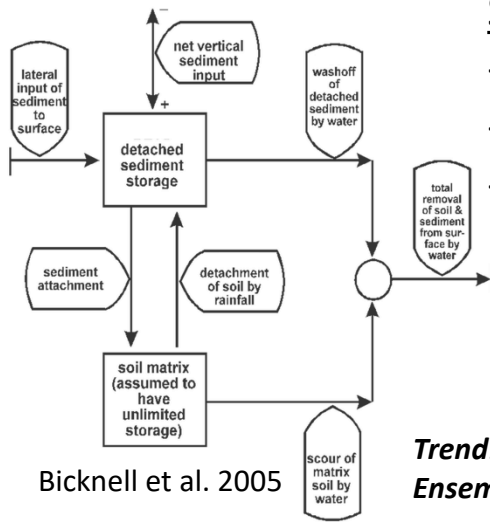 lateral
input of
sediment
to
surface
net vertical
sediment
input
washoff
of
detached
sediment
by water
−
+
detached
sediment
storage
total
removal
of soil &
sediment
from sur-
face by
water
sediment
attachment
detachment
of soil by
rainfall
soil matrix
(assumed to
have
unlimited
storage)
scour of
matrix
soil by
water
Bicknell et al. 2005
Trend
Ensem